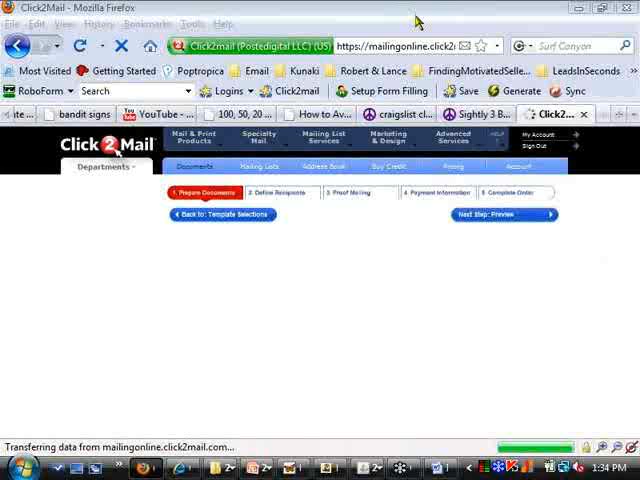 Click2Mail - Mozilla Firefox
File Edit View History Bookmarks Tools Help
Click2mail (Postedigital LLC) (US) https://mailingonline.click2 Surf Canyon
Most Visited Getting Started Poptropica Email Kunaki Robert & Lance FindingMotivatedSelle... LeadsInSeconds
RoboForm Search Logins Click2mail Setup Form Filling Save Generate Sync
ite ... bandit signs YouTube - ... 100, 50, 20 ... How to Av... craigslist cl... Sightly 3 B... Click2...
Click2Mail Mail & Print Products Specialty Mail Mailing List Services Marketing & Design Advanced Services HELP My Account Sign Out
Departments Documents Mailing Lists Address Book Buy Credit Pricing Account
1. Prepare Documents 2. Define Recipients 3. Proof Mailing 4. Payment Information 5. Complete Order
Back to: Template Selections Next Step: Preview
Transferring data from mailingonline.click2mail.com...
1:34 PM